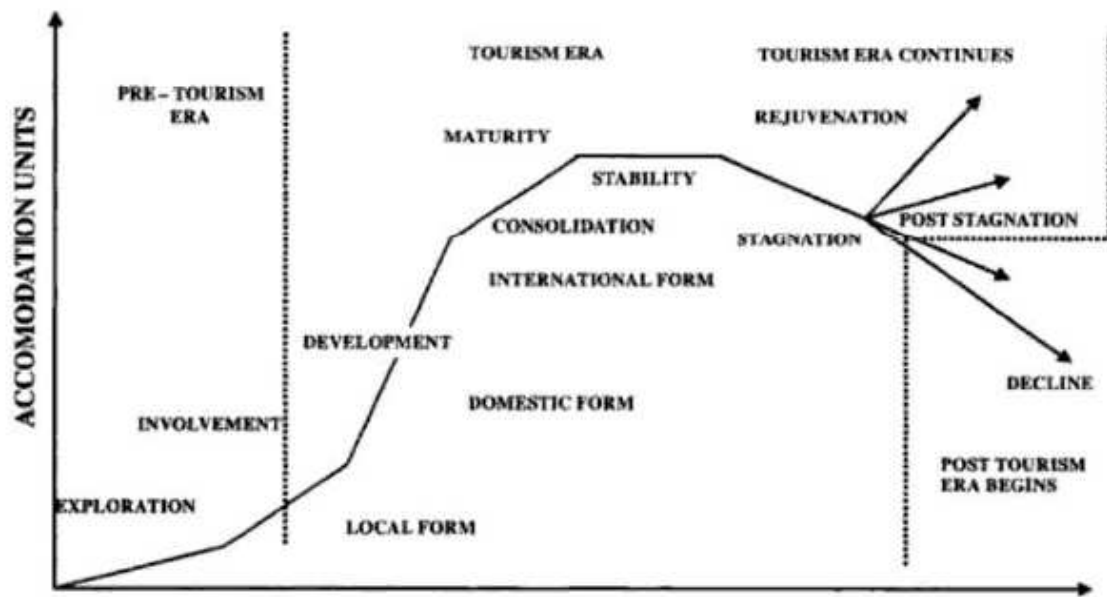 TOURISM ERA
TOURISM ERA CONTINUES
PRE – TOURISM
ERA
REJUVENATION
MATURITY
STABILITY
CONSOLIDATION
POST STAGNATION
STAGNATION
INTERNATIONAL FORM
DEVELOPMENT
DECLINE
DOMESTIC FORM
INVOLVEMENT
POST TOURISM
ERA BEGINS
EXPLORATION
LOCAL FORM
ACCOMODATION UNITS